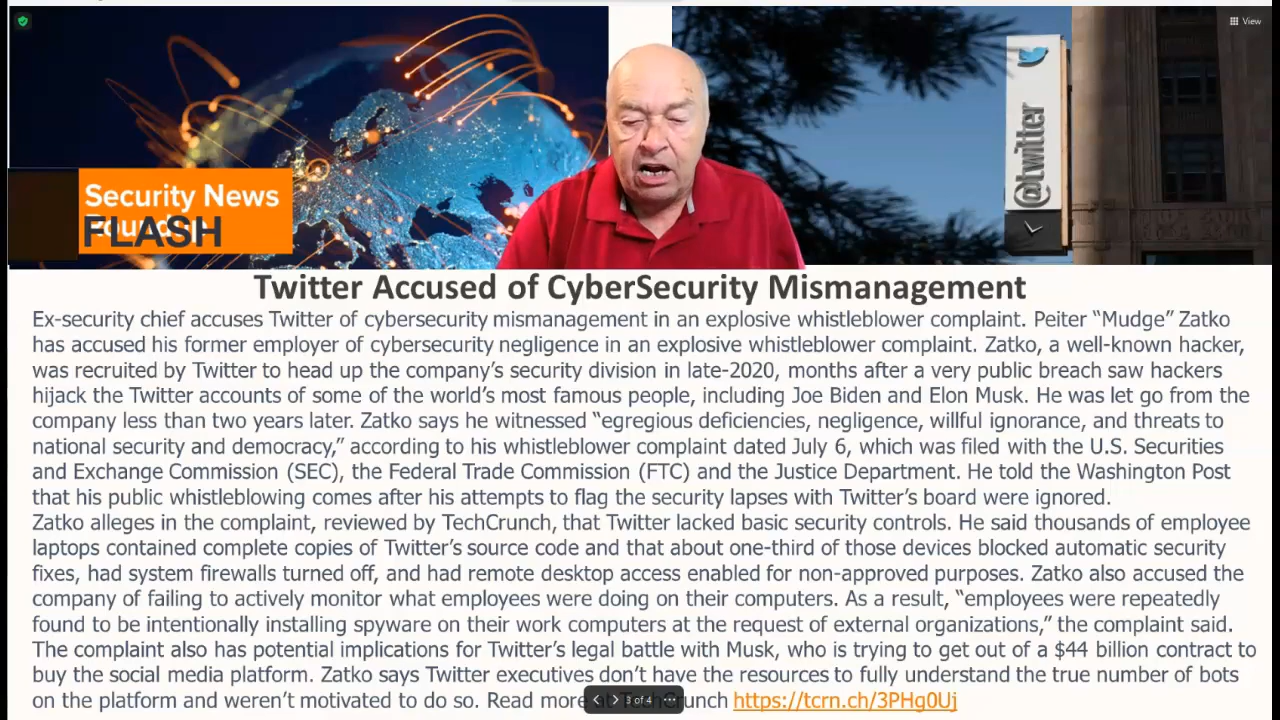 View
@twitter
Security News
FLASH
Twitter Accused of CyberSecurity Mismanagement
Ex-security chief accuses Twitter of cybersecurity mismanagement in an explosive whistleblower complaint. Peiter “Mudge” Zatko
has accused his former employer of cybersecurity negligence in an explosive whistleblower complaint. Zatko, a well-known hacker,
was recruited by Twitter to head up the company’s security division in late-2020, months after a very public breach saw hackers
hijack the Twitter accounts of some of the world’s most famous people, including Joe Biden and Elon Musk. He was let go from the
company less than two years later. Zatko says he witnessed “egregious deficiencies, negligence, willful ignorance, and threats to
national security and democracy,” according to his whistleblower complaint dated July 6, which was filed with the U.S. Securities
and Exchange Commission (SEC), the Federal Trade Commission (FTC) and the Justice Department. He told the Washington Post
that his public whistleblowing comes after his attempts to flag the security lapses with Twitter’s board were ignored.
Zatko alleges in the complaint, reviewed by TechCrunch, that Twitter lacked basic security controls. He said thousands of employee
laptops contained complete copies of Twitter’s source code and that about one-third of those devices blocked automatic security
fixes, had system firewalls turned off, and had remote desktop access enabled for non-approved purposes. Zatko also accused the
company of failing to actively monitor what employees were doing on their computers. As a result, “employees were repeatedly
found to be intentionally installing spyware on their work computers at the request of external organizations,” the complaint said.
The complaint also has potential implications for Twitter’s legal battle with Musk, who is trying to get out of a $44 billion contract to
buy the social media platform. Zatko says Twitter executives don’t have the resources to fully understand the true number of bots
on the platform and weren’t motivated to do so. Read more at TechCrunch https://tcrn.ch/3PHg0Uj
3 of 4